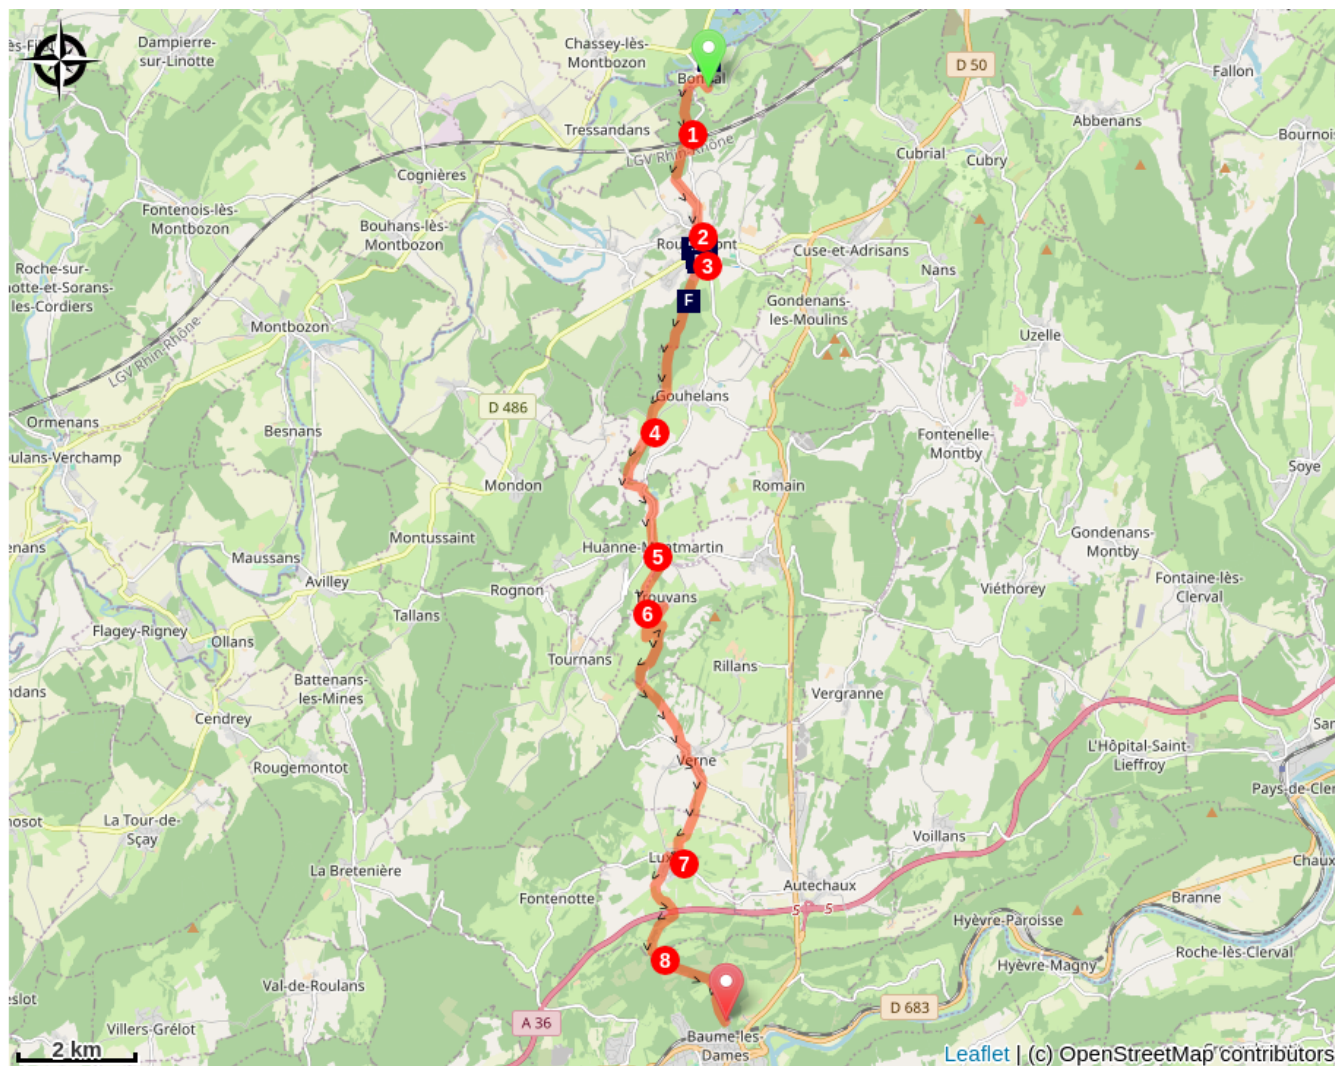 Dampierre-
sur-Linotte
Chassey-lès-
Montbozon
D 50
Fallon
Abbenans
Tressandans
1
LGV Rhin-Rhône
Cubrial
Cubry
Cognières
Fontenois-lès-
Montbozon
Bouhans-lès-
Montbozon
2
Cuse-et-Adrisans
3
Nans
Roche-sur-
les-Cordiers
F
Gondenans-
les-Moulins
Montbozon
Uzelle
LGV Rhin-Rhône
Gouhelans
D 486
Ormenans
Besnans
4
Fontenelle-
Montby
Soye
Mondon
Romain
Montussaint
Gondenans-
Montby
Maussans
5
Avilley
Rognon
Viéthorey
Fontaine-lès-
Clerval
Trouvans
6
Tallans
Flagey-Rigney
Ollans
Tournans
Rillans
Battenans-
les-Mines
Vergranne
Cendrey
L'Hôpital-Saint-
Lieffroy
Verne
Rougemontot
La Tour-de-
Sçay
Voillans
7
La Bretenière
Autechaux
Fontenotte
Branne
5
5
Hyèvre-Paroisse
Roche-lès-Clerval
8
Hyèvre-Magny
Val-de-Roulans
D 683
A 36
Villers-Grélot
Baume-les-
Dames
2 km
Leaflet | (c) OpenStreetMap contributors